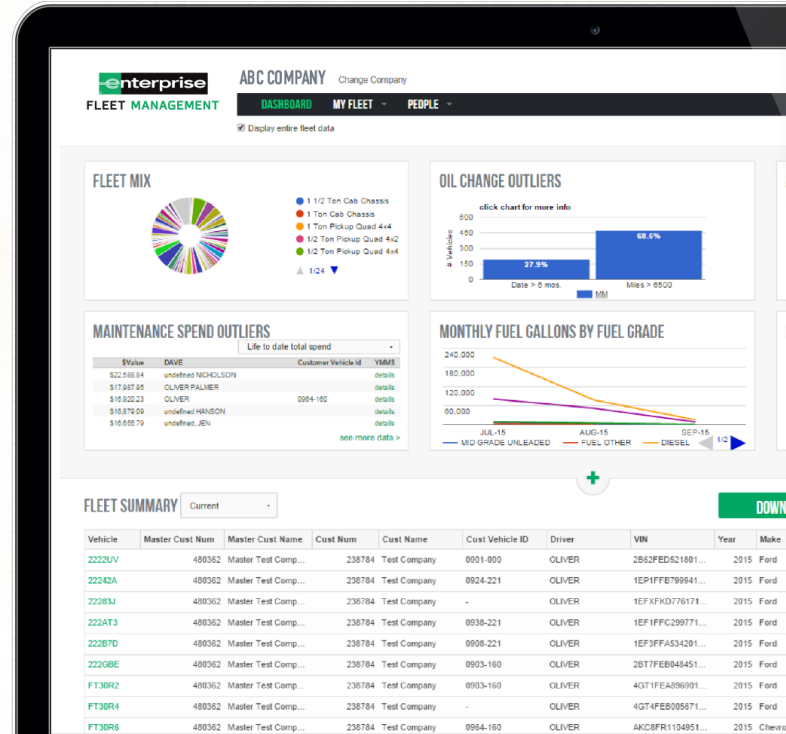 enterprise
FLEET MANAGEMENT
ABC COMPANY Change Company
DASHBOARD MY FLEET PEOPLE
Display entire fleet data
FLEET MIX
1 1/2 Ton Cab Chassis
1 Ton Cab Chassis
1 Ton Pickup Quad 4x4
1/2 Ton Pickup Quad 4x2
1/2 Ton Pickup Quad 4x4
1/24
OIL CHANGE OUTLIERS
click chart for more info
# Vehicles
600
450
300
150
0
27.9%
68.6%
Date > 6 mos.
Miles > 6500
MM
MAINTENANCE SPEND OUTLIERS
Life to date total spend
$Value DAVE Customer Vehicle Id YMMS
undefined NICHOLSON details
$17,987.95 OLIVER PALMER details
$16,920.23 OLIVER 0964-160 details
$16,879.09 undefined HANSON details
$16,656.79 undefined, JEN details
see more data >
MONTHLY FUEL GALLONS BY FUEL GRADE
240,000
180,000
120,000
60,000
JUL-15 AUG-15 SEP-15
MID GRADE UNLEADED FUEL OTHER DIESEL 1/2
FLEET SUMMARY Current
DOWN
Vehicle Master Cust Num Master Cust Name Cust Num Cust Name Cust Vehicle ID Driver VIN Year Make
2222UV 480362 Master Test Comp... 238784 Test Company 0901-000 OLIVER 2B62FED521801... 2015 Ford
22242A 480362 Master Test Comp... 238784 Test Company 0924-221 OLIVER 1EP1FFB799941... 2015 Ford
22283J 480362 Master Test Comp... 238784 Test Company - OLIVER 1EFXFKD776171... 2015 Ford
222AT3 480362 Master Test Comp... 238784 Test Company 0938-221 OLIVER 1EF1FFC299771... 2015 Ford
222B7D 480362 Master Test Comp... 238784 Test Company 0908-221 OLIVER 1EF3FFA534201... 2015 Ford
222GBE 480362 Master Test Comp... 238784 Test Company 0903-160 OLIVER 2BT7FEB848451... 2015 Ford
FT30R2 480362 Master Test Comp... 238784 Test Company 0903-160 OLIVER 4GT1FEA896901... 2015 Ford
FT30R4 480362 Master Test Comp... 238784 Test Company - OLIVER 4GT4FEB005671... 2015 Ford
FT30R6 480362 Master Test Comp... 238784 Test Company 0964-160 OLIVER AKC8FR1104951... 2015 Chevro